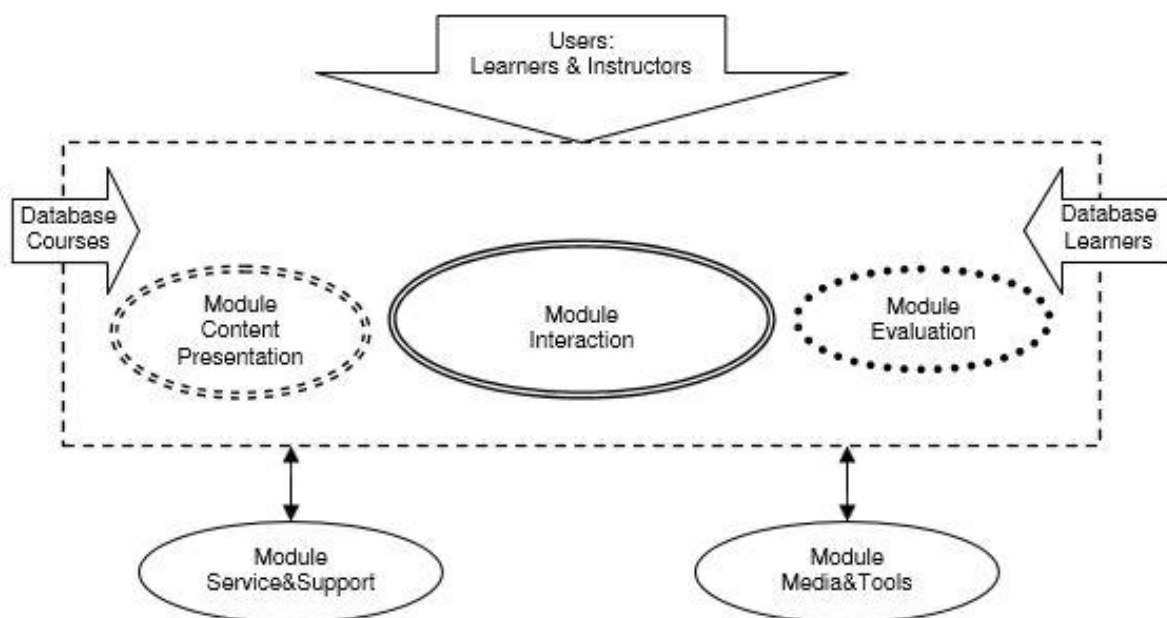 Users:
Learners & Instructors
Database
Courses
Database
Learners
Module
Content
Presentation
Module
Interaction
Module
Evaluation
Module
Service&Support
Module
Media&Tools